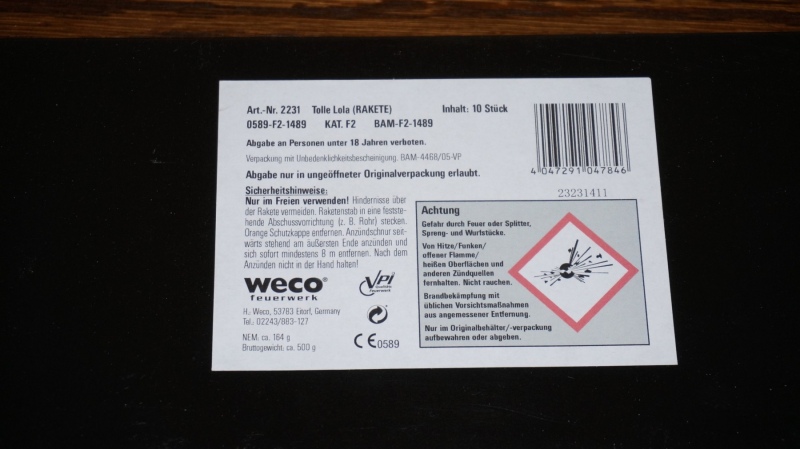 Art.-Nr. 2231 Tolle Lola (RAKETE) Inhalt: 10 Stück
0589-F2-1489 KAT. F2 BAM-F2-1489
Abgabe an Personen unter 18 Jahren verboten.
Verpackung mit Unbedenklichkeitsbescheinigung. BAM-4468/05-VP
Abgabe nur in ungeöffneter Originalverpackung erlaubt.
4 047291 047846
23231411
Sicherheitshinweise:
Nur im Freien verwenden! Hindernisse über
der Rakete vermeiden. Raketenstab in eine festste-
hende Abschussvorrichtung (z. B. Rohr) stecken.
Orange Schutzkappe entfernen. Anzündschnur seit-
wärts stehend am äußersten Ende anzünden und
sich sofort mindestens 8 m entfernen. Nach dem
Anzünden nicht in der Hand halten!
weco®
feuerwerk
VPI
H: Weco, 53783 Eitorf, Germany
Tel.: 02243/883-127
NEM: ca. 164 g
Bruttogewicht: ca. 500 g
CE0589
Achtung
Gefahr durch Feuer oder Splitter,
Spreng- und Wurfstücke.
Von Hitze/Funken/
offener Flamme/
heißen Oberflächen und
anderen Zündquellen
fernhalten. Nicht rauchen.
Brandbekämpfung mit
üblichen Vorsichtsmaßnahmen
aus angemessener Entfernung.
Nur im Originalbehälter/-verpackung
aufbewahren oder abgeben.